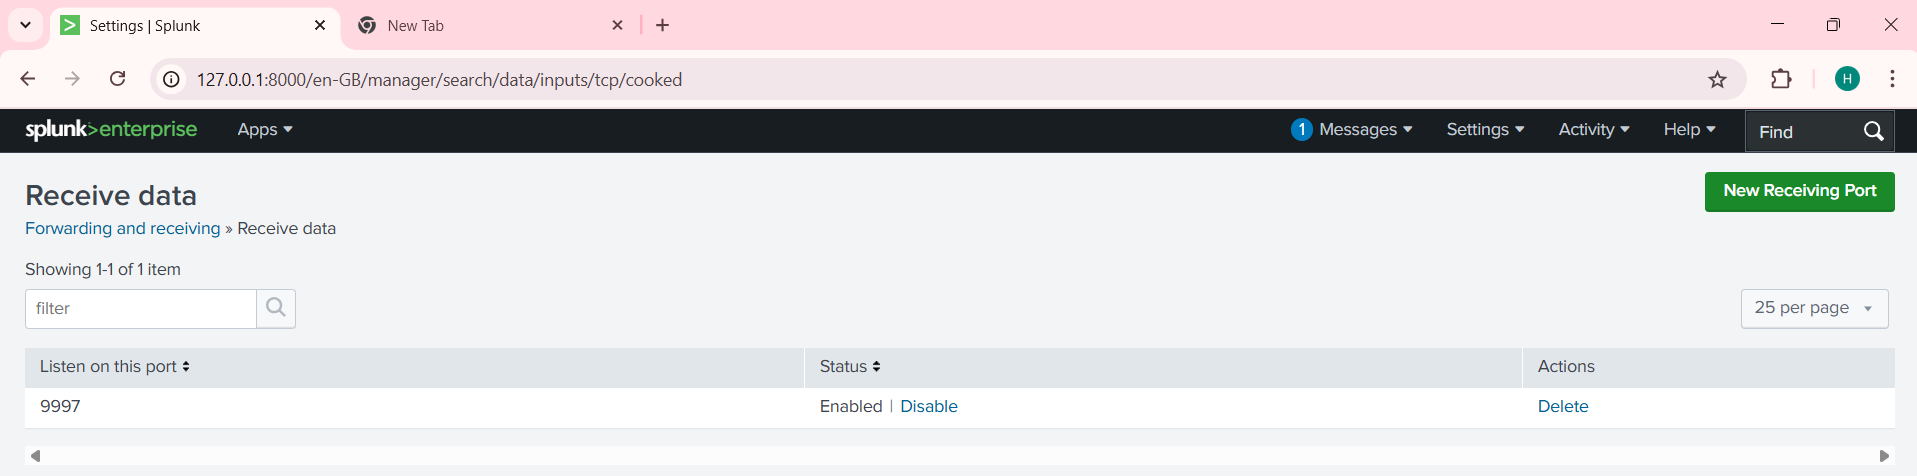 Settings | Splunk
New Tab
127.0.0.1:8000/en-GB/manager/search/data/inputs/tcp/cooked
H
splunk>enterprise Apps 1 Messages Settings Activity Help Find
Receive data
New Receiving Port
Forwarding and receiving » Receive data
Showing 1-1 of 1 item
filter
25 per page
Listen on this port Status Actions
9997 Enabled | Disable Delete